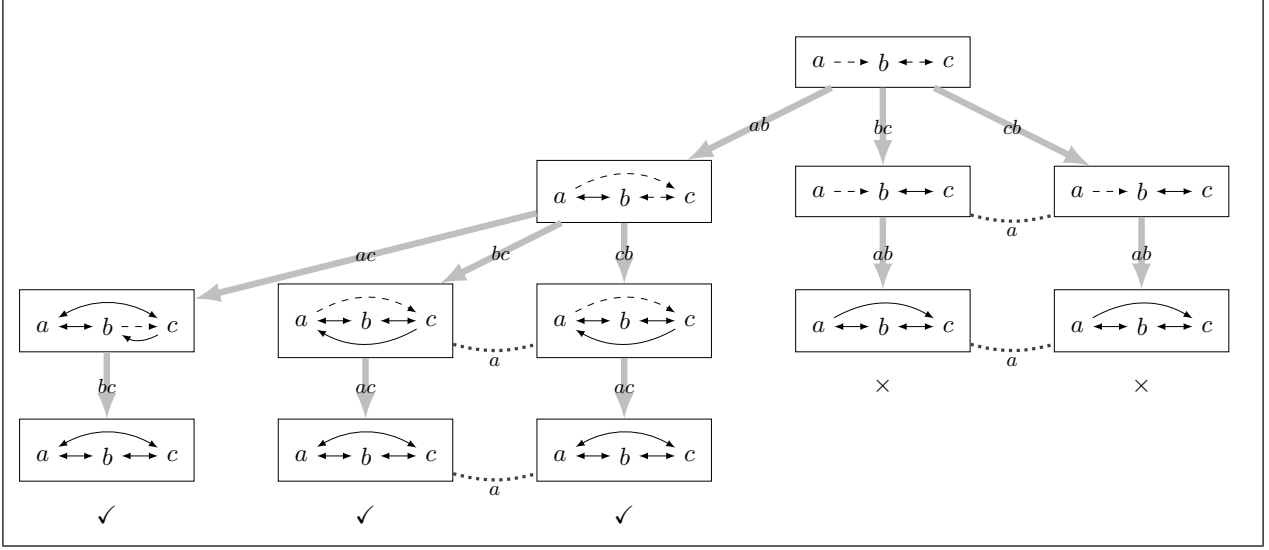 a b c
ab bc cb
a b c a b c a b c
a
ac bc cb ab ab
a b c a b c a b c a b c a b c
a a
bc ac ac × ×
a b c a b c a b c
a
✓ ✓ ✓